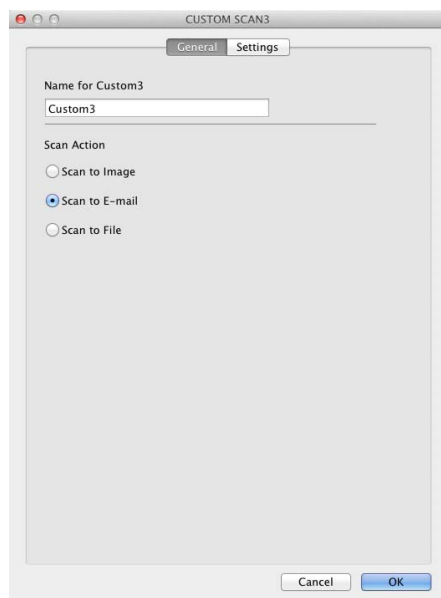 CUSTOM SCAN3
General Settings
Name for Custom3
Custom3
Scan Action
Scan to Image
Scan to E-mail
Scan to File
Cancel OK